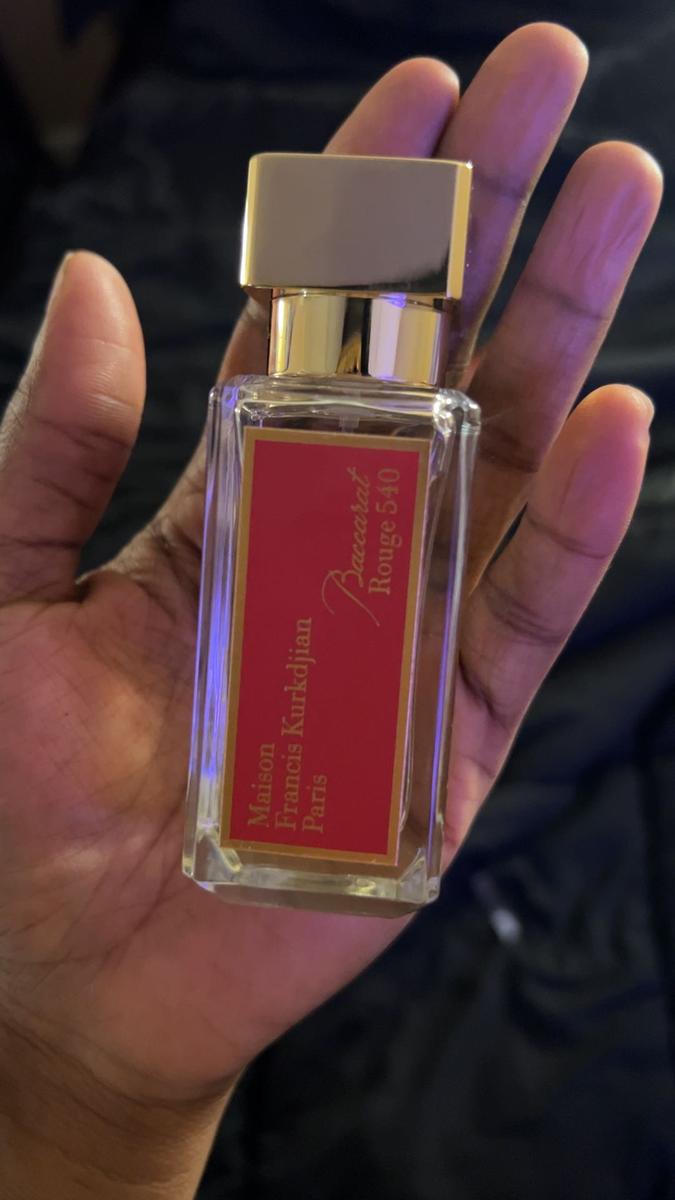 Maison
Francis Kurkdjian
Paris
Baccarat
Rouge 540